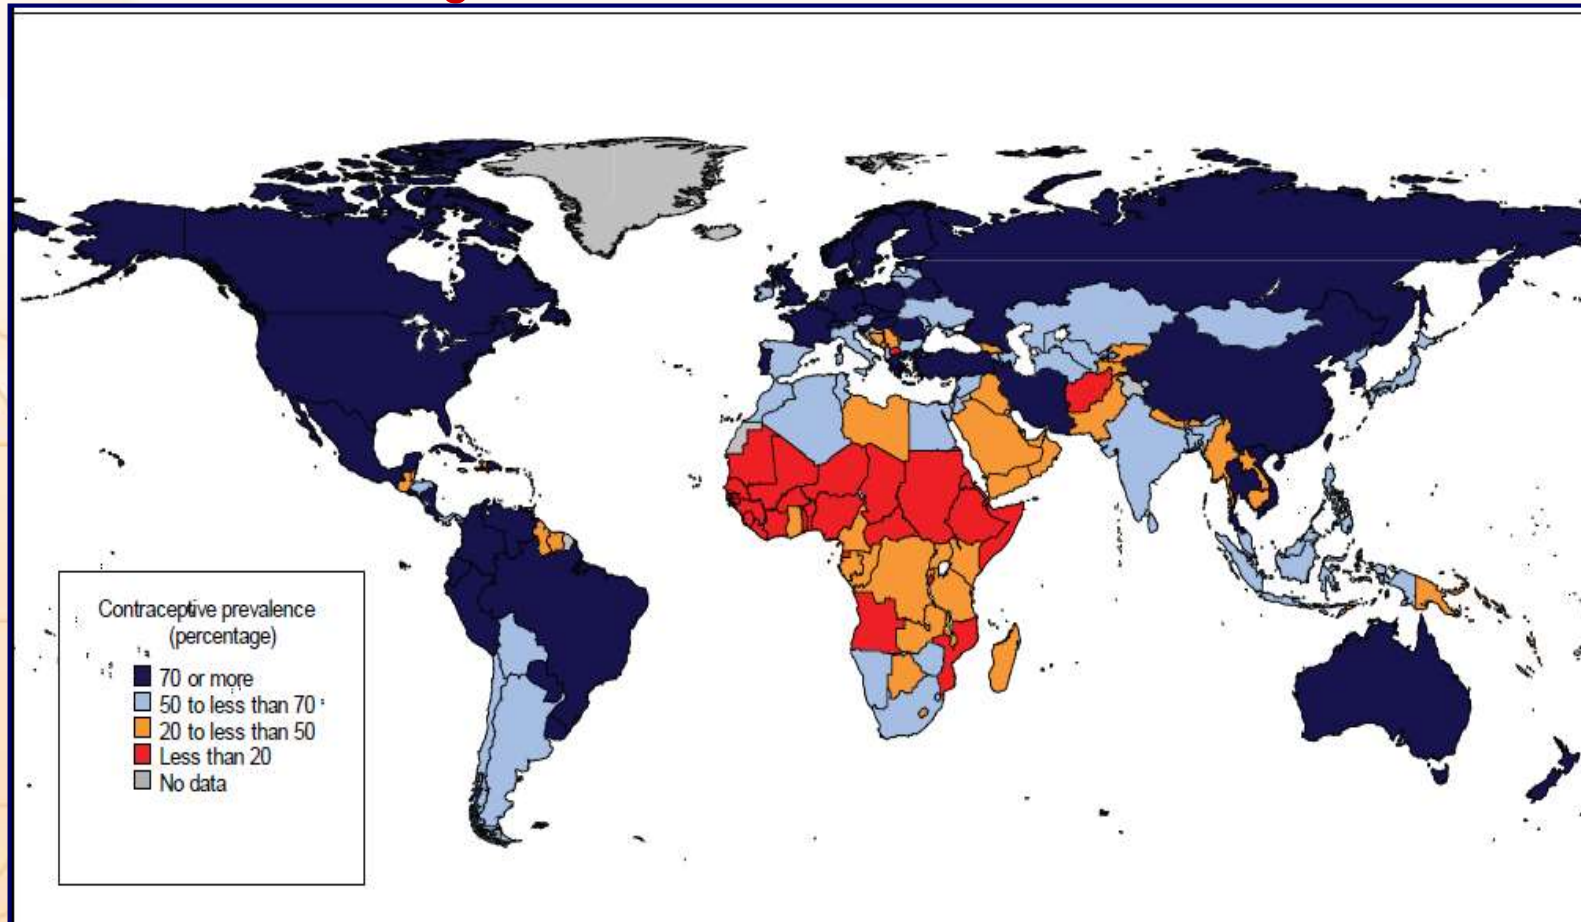 Contraceptive prevalence
(percentage)
70 or more
50 to less than 70
20 to less than 50
Less than 20
No data